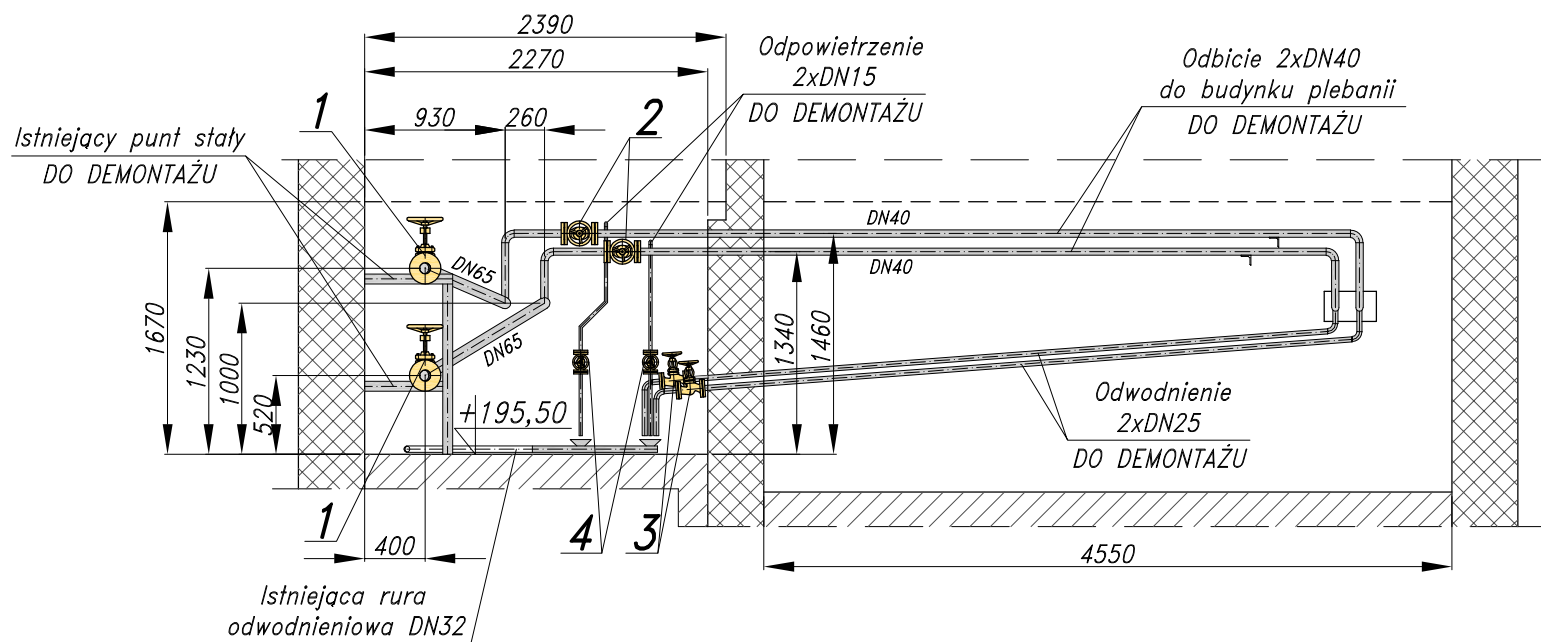 2390
2270
930
260
1
2
Odpowietrzenie
2xDN15
DO DEMONTAŻU
Odbicie 2xDN40
do budynku plebanii
DO DEMONTAŻU
Istniejący punt stały
DO DEMONTAŻU
DN40
DN40
DN65
DN65
1670
1230
1000
520
1340
1460
+195,50
Odwodnienie
2xDN25
DO DEMONTAŻU
1
4
3
400
4550
Istniejąca rura
odwodnieniowa DN32